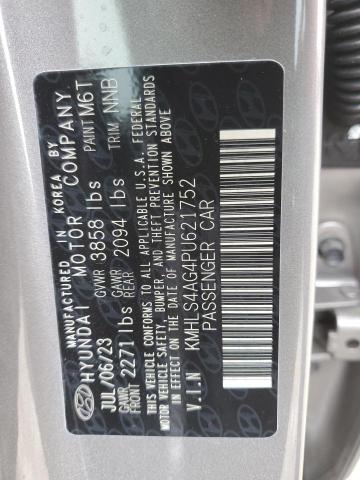 MANUFACTURED IN KOREA BY
HYUNDAI MOTOR COMPANY
PAINT M6T
TRIM NNB
JUL/06/23 GVWR 3858 lbs
GAWR FRONT 2271 lbs GAWR REAR 2094 lbs
THIS VEHICLE CONFORMS TO ALL APPLICABLE U.S.A. FEDERAL
MOTOR VEHICLE SAFETY, BUMPER, AND THEFT PREVENTION STANDARDS
IN EFFECT ON THE DATE OF MANUFACTURE SHOWN ABOVE
V.I.N KMHLS4AG4PU621752
PASSENGER CAR